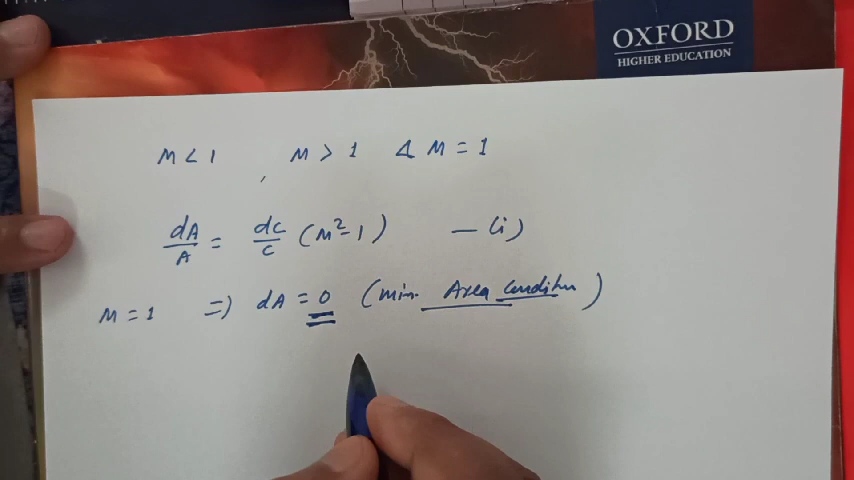 OXFORD
HIGHER EDUCATION
M < 1 , M > 1 & M = 1
dA/A = dc/c (M²-1) — (i)
M = 1 => dA = 0 (min. Area Condition)